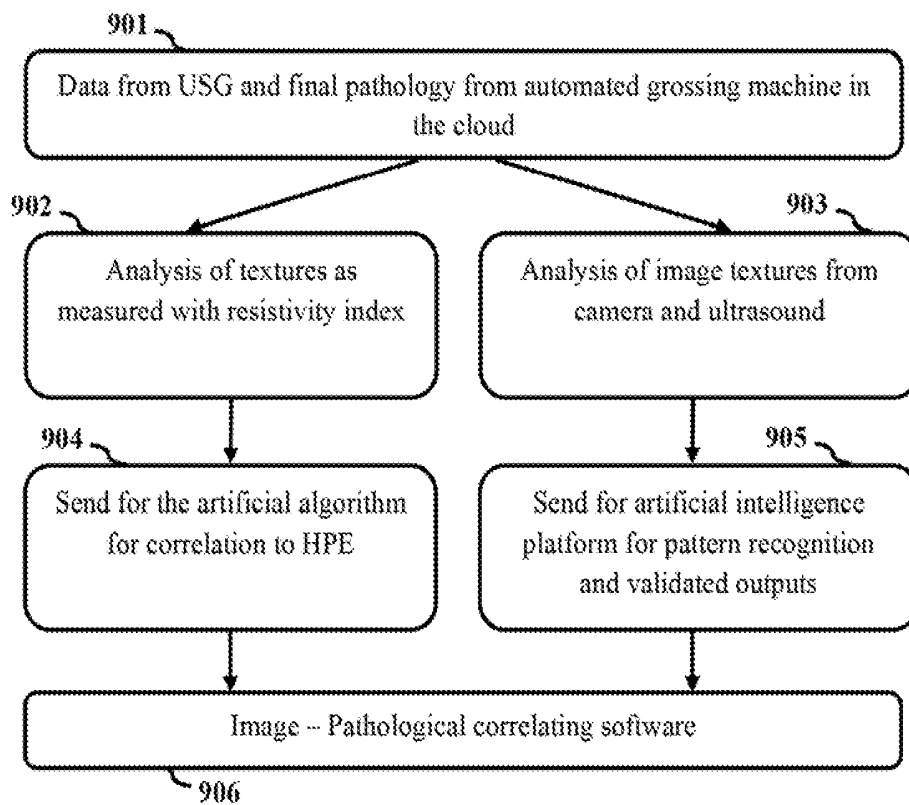 901
Data from USG and final pathology from automated grossing machine in
the cloud
902
Analysis of textures as
measured with resistivity index
903
Analysis of image textures from
camera and ultrasound
904
Send for the artificial algorithm
for correlation to HPE
905
Send for artificial intelligence
platform for pattern recognition
and validated outputs
Image – Pathological correlating software
906